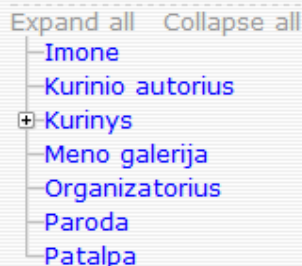 Expand all Collapse all
Imone
Kurinio autorius
Kurinys
Meno galerija
Organizatorius
Paroda
Patalpa